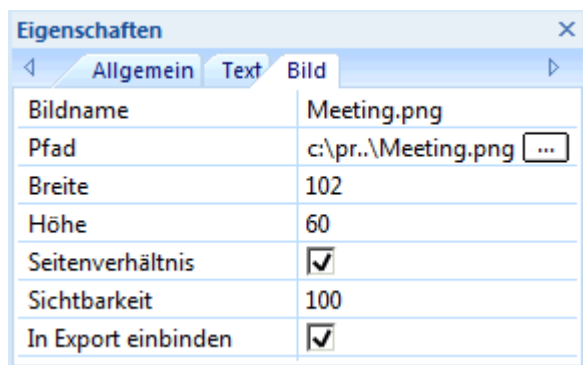 Eigenschaften
Allgemein Text Bild
Bildname Meeting.png
Pfad c:\pr..\Meeting.png ...
Breite 102
Höhe 60
Seitenverhältnis
Sichtbarkeit 100
In Export einbinden